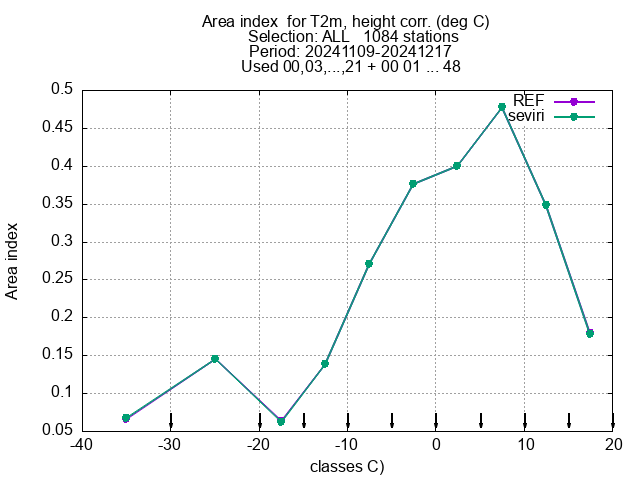 Area index  for T2m, height corr. (deg C)
Selection: ALL   1084 stations
Period: 20241109-20241217
Used 00,03,...,21 + 00 01 ... 48
REF
seviri
0.5
0.45
0.4
0.35
0.3
0.25
0.2
0.15
0.1
0.05
Area index
-40 -30 -20 -10 0 10 20
classes C)